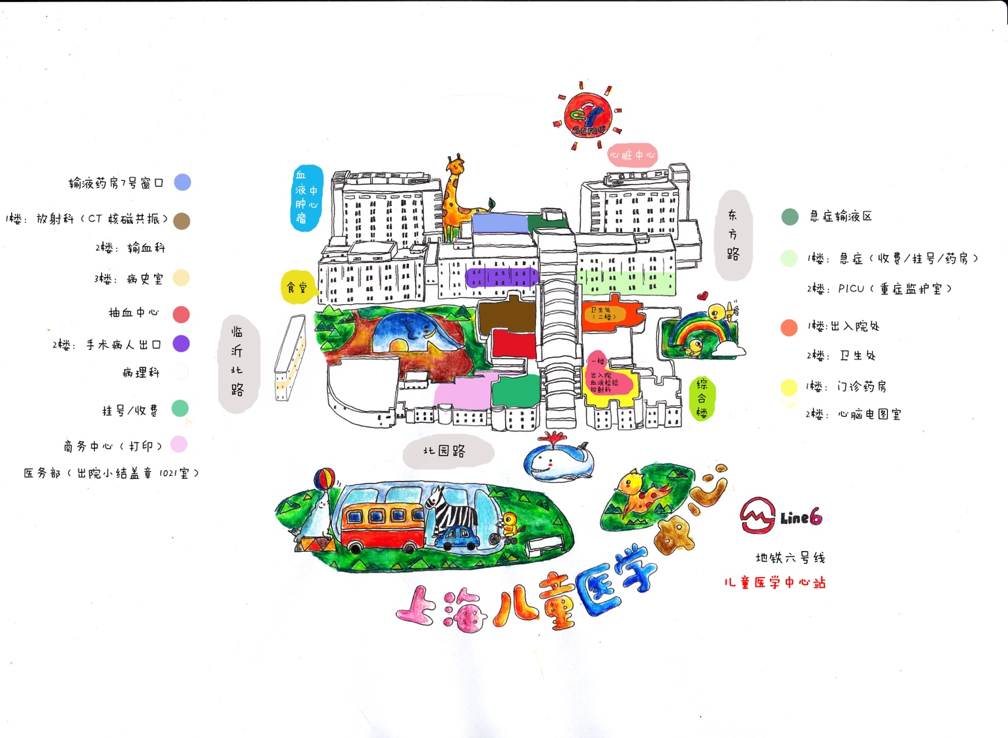 心脏中心
血液肿瘤
中心
食堂
临沂北路
东方路
综合楼
北园路
输液药房7号窗口
1楼：放射科（CT 核磁共振）
2楼：输血科
3楼：病史室
抽血中心
2楼：手术病人出口
病理科
挂号/收费
商务中心（打印）
医务部（出院小结盖章 1021室）
急症输液区
1楼：急症（收费/挂号/药房）
2楼：PICU（重症监护室）
1楼：出入院处
2楼：卫生处
1楼：门诊药房
2楼：心脑电图室
卫生处
（二楼）
一楼：
出入院
血液检验
放射科
上海儿童医学中心
Line6
地铁六号线
儿童医学中心站